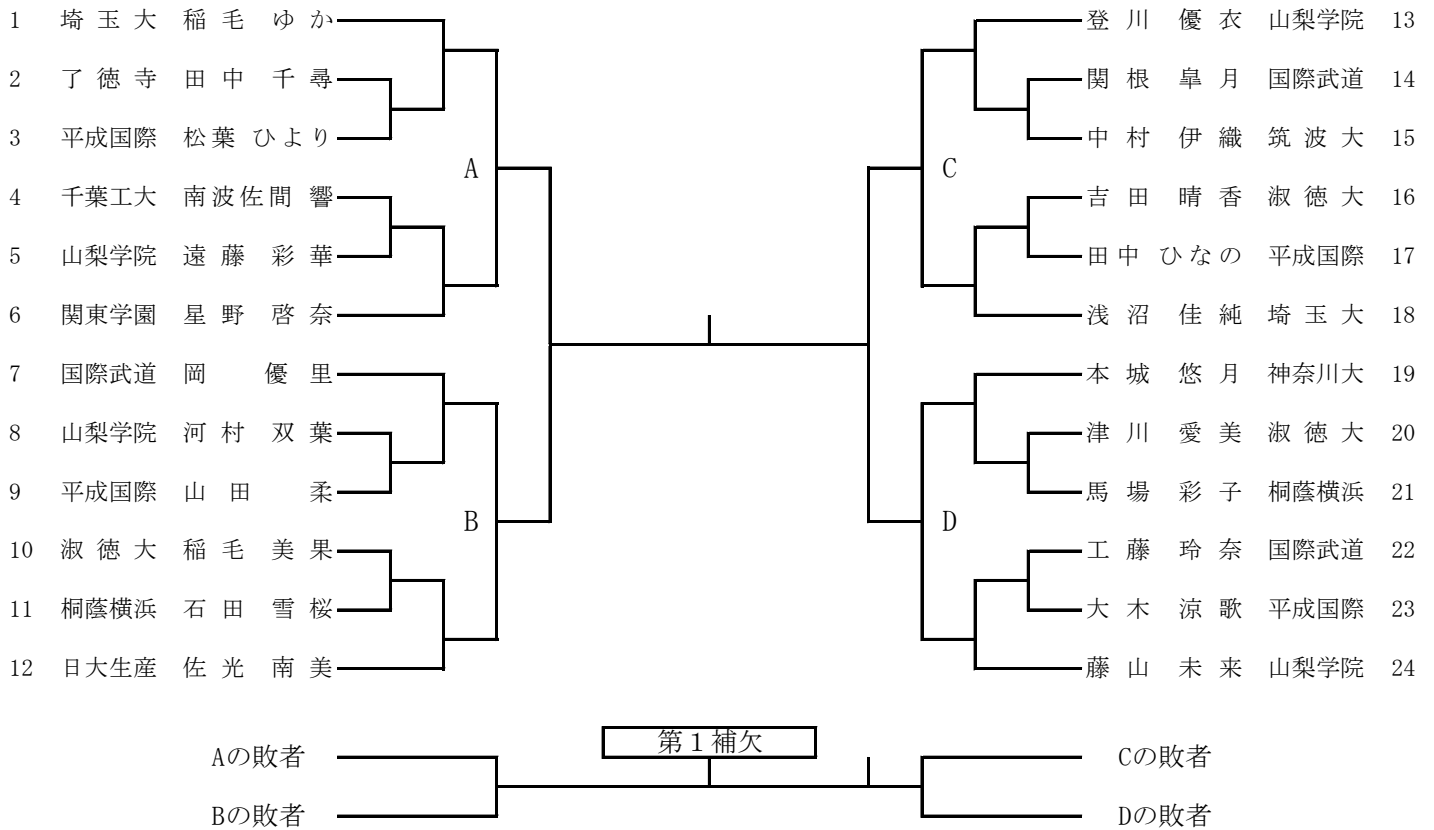 1 埼玉大 稲毛 ゆか
2 了徳寺 田中 千尋
3 平成国際 松葉 ひより
A
4 千葉工大 南波佐間 響
5 山梨学院 遠藤 彩華
6 関東学園 星野 啓奈
7 国際武道 岡 優里
8 山梨学院 河村 双葉
9 平成国際 山田 柔
B
10 淑徳大 稲毛 美果
11 桐蔭横浜 石田 雪桜
12 日大生産 佐光 南美
登川 優衣 山梨学院 13
関根 皐月 国際武道 14
中村 伊織 筑波大 15
C
吉田 晴香 淑徳大 16
田中 ひなの 平成国際 17
浅沼 佳純 埼玉大 18
本城 悠月 神奈川大 19
津川 愛美 淑徳大 20
馬場 彩子 桐蔭横浜 21
D
工藤 玲奈 国際武道 22
大木 涼歌 平成国際 23
藤山 未来 山梨学院 24
第１補欠
Aの敗者
Bの敗者
Cの敗者
Dの敗者